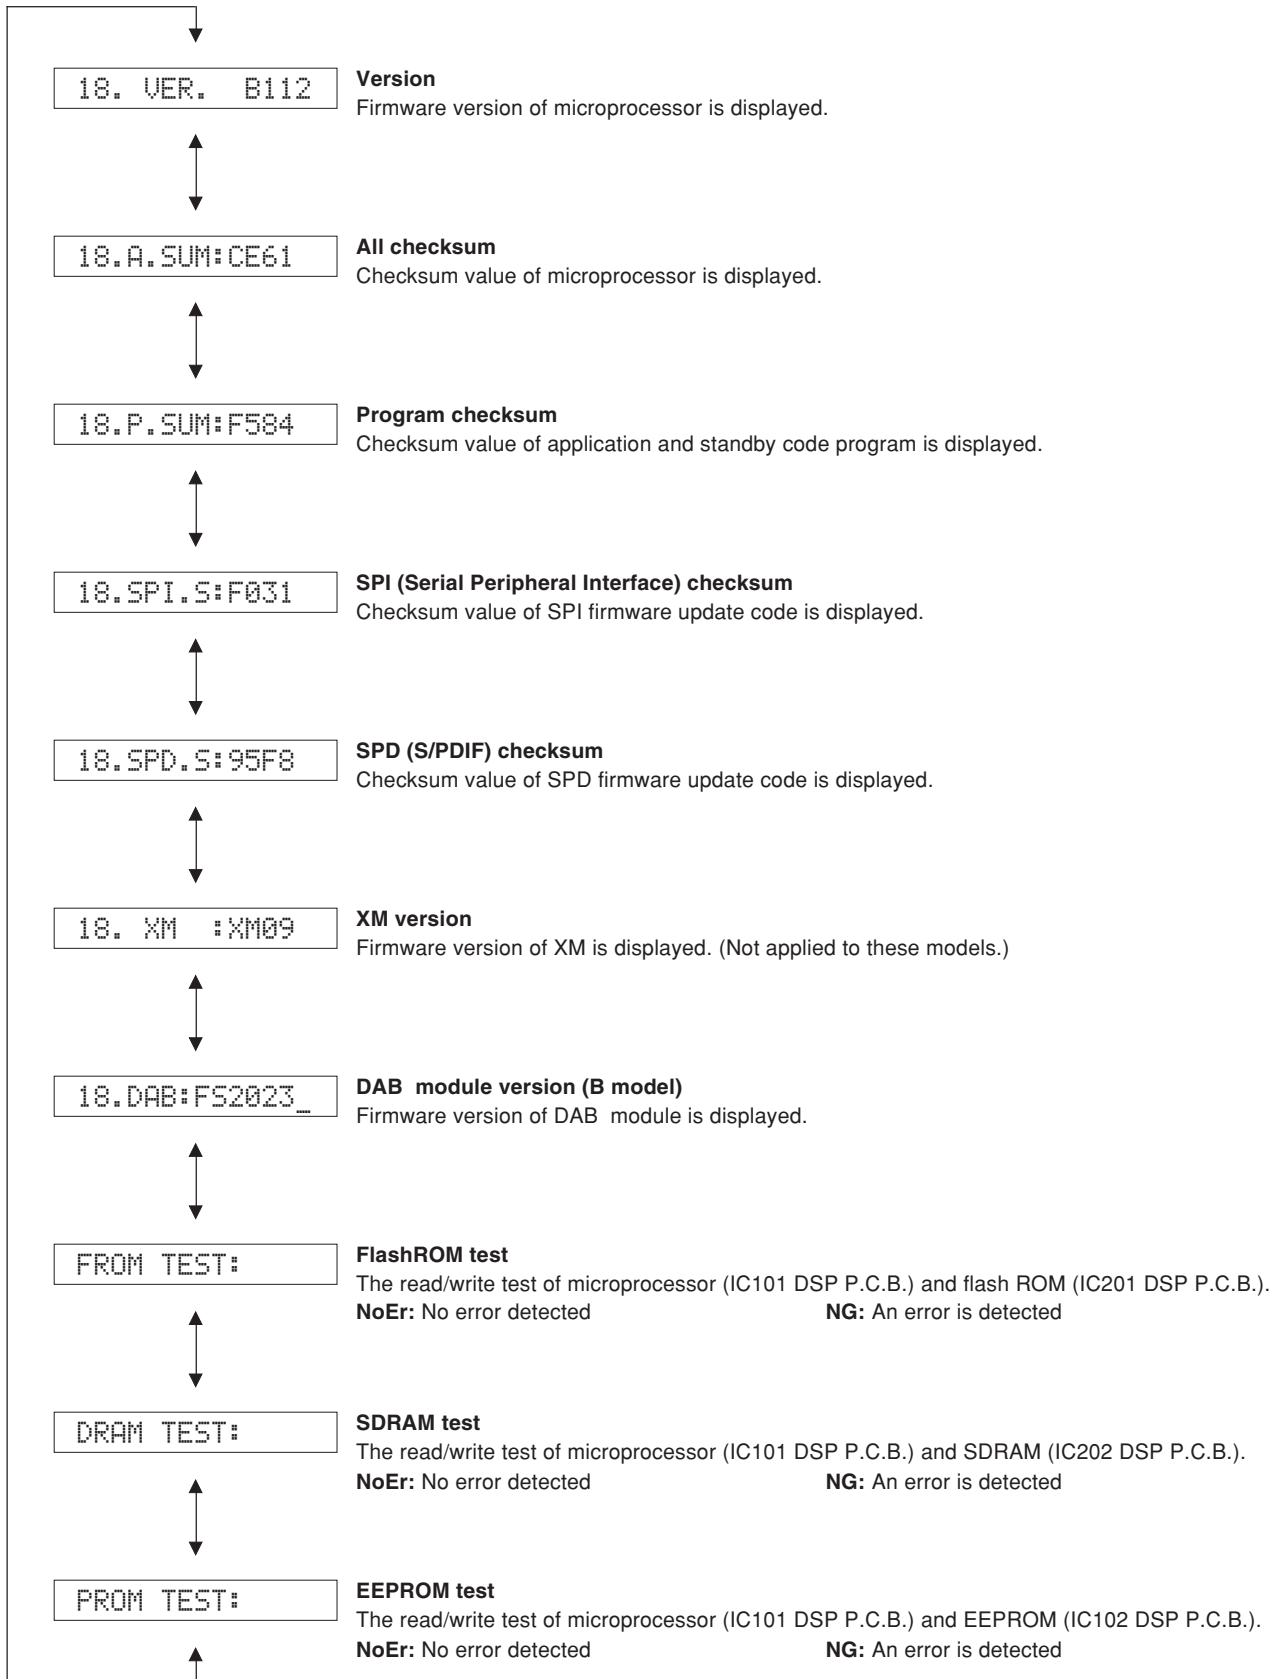 18. VER.  B112
Version
Firmware version of microprocessor is displayed.
18.A.SUM:CE61
All checksum
Checksum value of microprocessor is displayed.
18.P.SUM:F584
Program checksum
Checksum value of application and standby code program is displayed.
18.SPI.S:F031
SPI (Serial Peripheral Interface) checksum
Checksum value of SPI firmware update code is displayed.
18.SPD.S:95F8
SPD (S/PDIF) checksum
Checksum value of SPD firmware update code is displayed.
18. XM  :XM09
XM version
Firmware version of XM is displayed. (Not applied to these models.)
18.DAB:FS2023_
DAB  module version (B model)
Firmware version of DAB  module is displayed.
FROM TEST:
FlashROM test
The read/write test of microprocessor (IC101 DSP P.C.B.) and flash ROM (IC201 DSP P.C.B.).
NoEr: No error detected NG: An error is detected
DRAM TEST:
SDRAM test
The read/write test of microprocessor (IC101 DSP P.C.B.) and SDRAM (IC202 DSP P.C.B.).
NoEr: No error detected NG: An error is detected
PROM TEST:
EEPROM test
The read/write test of microprocessor (IC101 DSP P.C.B.) and EEPROM (IC102 DSP P.C.B.).
NoEr: No error detected NG: An error is detected